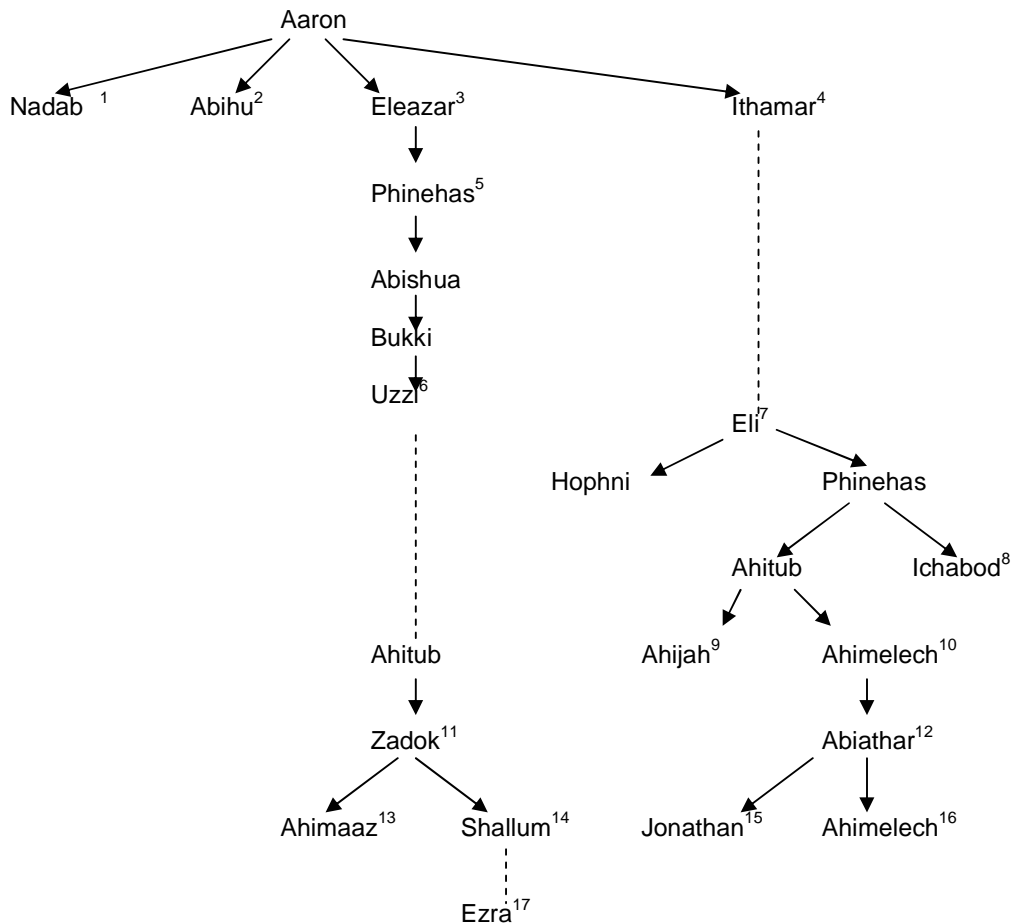 Aaron
Nadab 1 Abihu2 Eleazar3 Ithamar4
Phinehas5
Abishua
Bukki
Uzzi6
Eli7
Hophni Phinehas
Ahitub Ichabod8
Ahitub Ahijah9 Ahimelech10
Zadok11 Abiathar12
Ahimaaz13 Shallum14 Jonathan15 Ahimelech16
Ezra17